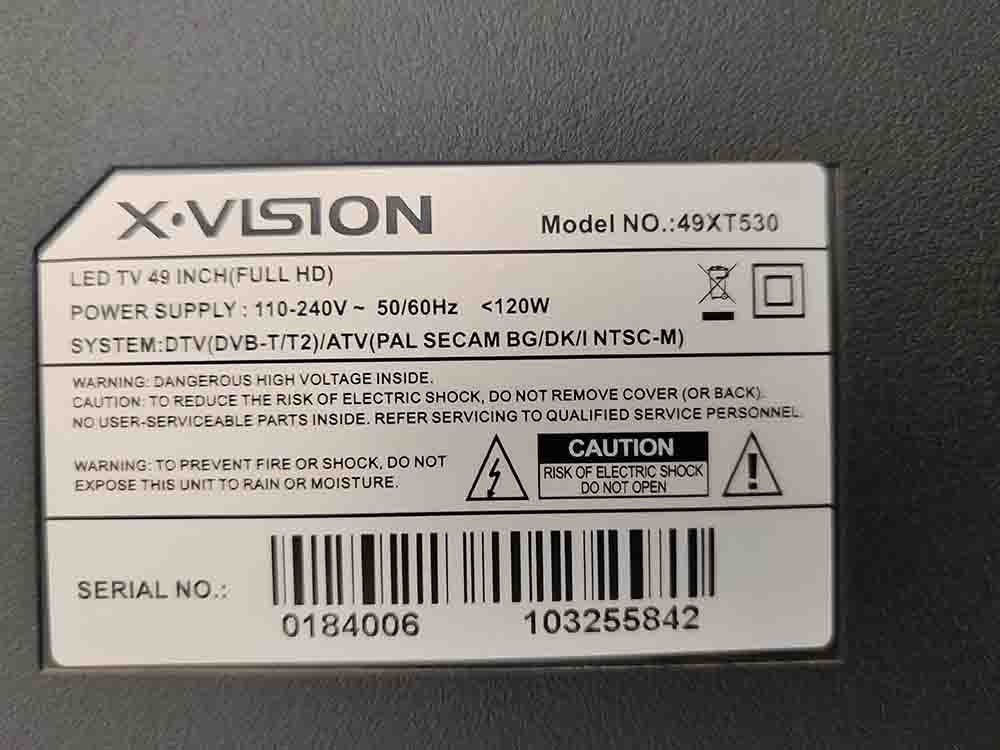 X·VISION Model NO.:49XT530
LED TV 49 INCH(FULL HD)
POWER SUPPLY : 110-240V ~ 50/60Hz <120W
SYSTEM:DTV(DVB-T/T2)/ATV(PAL SECAM BG/DK/I NTSC-M)
WARNING: DANGEROUS HIGH VOLTAGE INSIDE.
CAUTION: TO REDUCE THE RISK OF ELECTRIC SHOCK, DO NOT REMOVE COVER (OR BACK).
NO USER-SERVICEABLE PARTS INSIDE. REFER SERVICING TO QUALIFIED SERVICE PERSONNEL.
WARNING: TO PREVENT FIRE OR SHOCK, DO NOT
EXPOSE THIS UNIT TO RAIN OR MOISTURE.
CAUTION
RISK OF ELECTRIC SHOCK
DO NOT OPEN
SERIAL NO.:
0184006 103255842